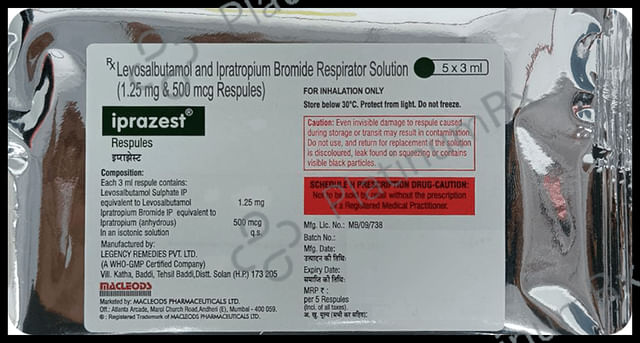 Rx Levosalbutamol and Ipratropium Bromide Respirator Solution
(1.25 mg & 500 mcg Respules)
5 x 3 ml
iprazest®
Respules
इप्राझेस्ट
Composition:
Each 3 ml respule contains:
Levosalbutamol Sulphate IP
equivalent to Levosalbutamol 1.25 mg
Ipratropium Bromide IP equivalent to
Ipratropium (anhydrous) 500 mcg
In an isotonic solution q.s.
Manufactured by:
LEGENCY REMEDIES PVT. LTD.
(A WHO-GMP Certified Company)
Vill. Katha, Baddi, Tehsil Baddi,Distt. Solan (H.P.) 173 205
MACLEODS
Marketed by: MACLEODS PHARMACEUTICALS LTD.
Off.: Atlanta Arcade, Marol Church Road,Andheri (E), Mumbai - 400 059.
® : Registered Trademark of MACLEODS PHARMACEUTICALS LTD.
FOR INHALATION ONLY
Store below 30°C. Protect from light. Do not freeze.
Caution: Even invisible damage to respule caused
during storage or transit may result in contamination.
Do not use, and return for replacement if the solution
is discoloured, leak found on squeezing or contains
visible black particles.
SCHEDULE H PRESCRIPTION DRUG-CAUTION:
Not to be sold by retail without the prescription
of a Registered Medical Practitioner.
Mfg. Lic. No.: MB/09/738
Batch No.:
Mfg. Date:
उत्पादन की तिथि:
Expiry Date:
समाप्ति की तिथि:
MRP ₹ :
per 5 Respules
(Incl. of all taxes).
अ. खु. मूल्य (सभी कर सहित):
PlatinumRx